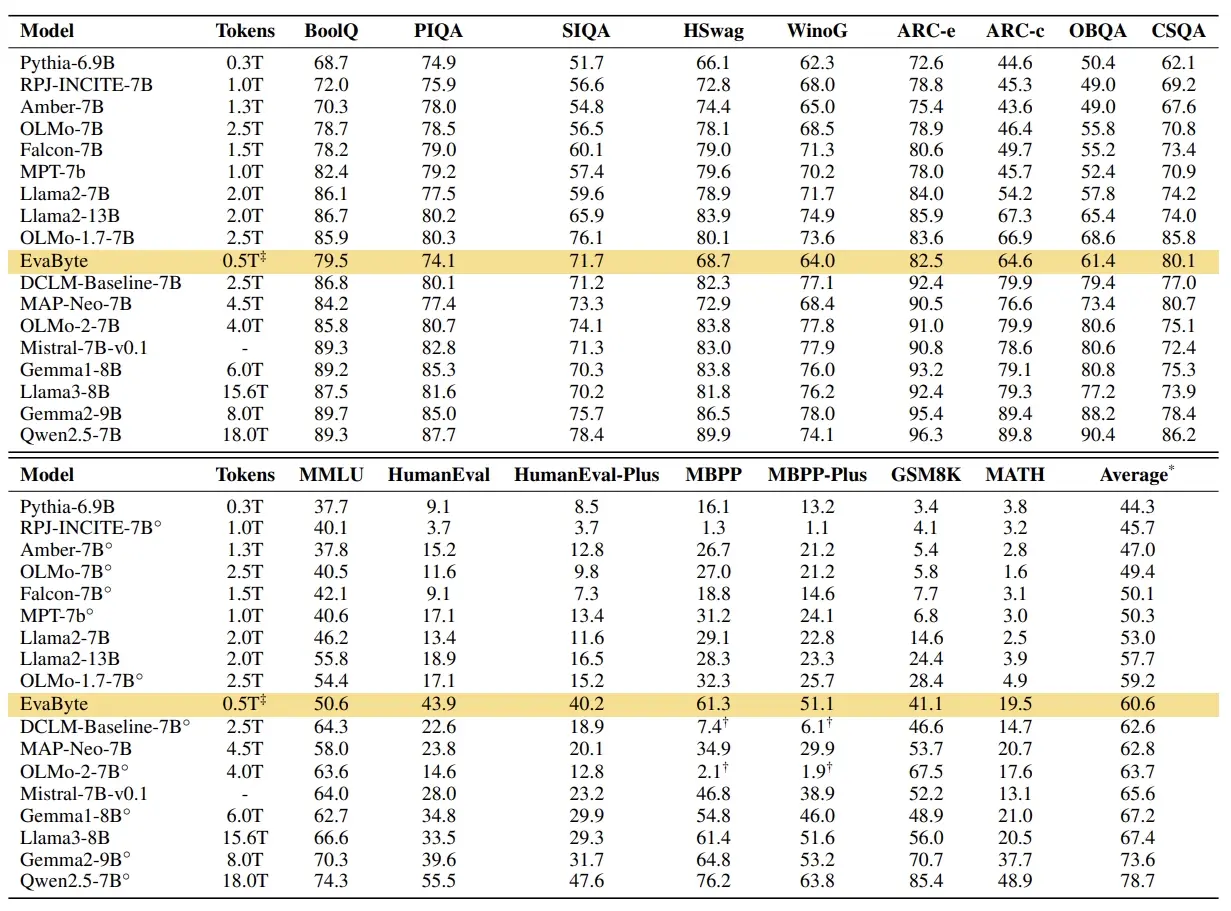 Model Tokens BoolQ PIQA SIQA HSwag WinoG ARC-e ARC-c OBQA CSQA
Pythia-6.9B 0.3T 68.7 74.9 51.7 66.1 62.3 72.6 44.6 50.4 62.1
RPJ-INCITE-7B 1.0T 72.0 75.9 56.6 72.8 68.0 78.8 45.3 49.0 69.2
Amber-7B 1.3T 70.3 78.0 54.8 74.4 65.0 75.4 43.6 49.0 67.6
OLMo-7B 2.5T 78.7 78.5 56.5 78.1 68.5 78.9 46.4 55.8 70.8
Falcon-7B 1.5T 78.2 79.0 60.1 79.0 71.3 80.6 49.7 55.2 73.4
MPT-7b 1.0T 82.4 79.2 57.4 79.6 70.2 78.0 45.7 52.4 70.9
Llama2-7B 2.0T 86.1 77.5 59.6 78.9 71.7 84.0 54.2 57.8 74.2
Llama2-13B 2.0T 86.7 80.2 65.9 83.9 74.9 85.9 67.3 65.4 74.0
OLMo-1.7-7B 2.5T 85.9 80.3 76.1 80.1 73.6 83.6 66.9 68.6 85.8
EvaByte 0.5T‡ 79.5 74.1 71.7 68.7 64.0 82.5 64.6 61.4 80.1
DCLM-Baseline-7B 2.5T 86.8 80.1 71.2 82.3 77.1 92.4 79.9 79.4 77.0
MAP-Neo-7B 4.5T 84.2 77.4 73.3 72.9 68.4 90.5 76.6 73.4 80.7
OLMo-2-7B 4.0T 85.8 80.7 74.1 83.8 77.8 91.0 79.9 80.6 75.1
Mistral-7B-v0.1 - 89.3 82.8 71.3 83.0 77.9 90.8 78.6 80.6 72.4
Gemma1-8B 6.0T 89.2 85.3 70.3 83.8 76.0 93.2 79.1 80.8 75.3
Llama3-8B 15.6T 87.5 81.6 70.2 81.8 76.2 92.4 79.3 77.2 73.9
Gemma2-9B 8.0T 89.7 85.0 75.7 86.5 78.0 95.4 89.4 88.2 78.4
Qwen2.5-7B 18.0T 89.3 87.7 78.4 89.9 74.1 96.3 89.8 90.4 86.2
Model Tokens MMLU HumanEval HumanEval-Plus MBPP MBPP-Plus GSM8K MATH Average*
Pythia-6.9B 0.3T 37.7 9.1 8.5 16.1 13.2 3.4 3.8 44.3
RPJ-INCITE-7B° 1.0T 40.1 3.7 3.7 1.3 1.1 4.1 3.2 45.7
Amber-7B° 1.3T 37.8 15.2 12.8 26.7 21.2 5.4 2.8 47.0
OLMo-7B° 2.5T 40.5 11.6 9.8 27.0 21.2 5.8 1.6 49.4
Falcon-7B° 1.5T 42.1 9.1 7.3 18.8 14.6 7.7 3.1 50.1
MPT-7b° 1.0T 40.6 17.1 13.4 31.2 24.1 6.8 3.0 50.3
Llama2-7B 2.0T 46.2 13.4 11.6 29.1 22.8 14.6 2.5 53.0
Llama2-13B 2.0T 55.8 18.9 16.5 28.3 23.3 24.4 3.9 57.7
OLMo-1.7-7B° 2.5T 54.4 17.1 15.2 32.3 25.7 28.4 4.9 59.2
EvaByte 0.5T‡ 50.6 43.9 40.2 61.3 51.1 41.1 19.5 60.6
DCLM-Baseline-7B° 2.5T 64.3 22.6 18.9 7.4† 6.1† 46.6 14.7 62.6
MAP-Neo-7B 4.5T 58.0 23.8 20.1 34.9 29.9 53.7 20.7 62.8
OLMo-2-7B° 4.0T 63.6 14.6 12.8 2.1† 1.9† 67.5 17.6 63.7
Mistral-7B-v0.1 - 64.0 28.0 23.2 46.8 38.9 52.2 13.1 65.6
Gemma1-8B° 6.0T 62.7 34.8 29.9 54.8 46.0 48.9 21.0 67.2
Llama3-8B 15.6T 66.6 33.5 29.3 61.4 51.6 56.0 20.5 67.4
Gemma2-9B° 8.0T 70.3 39.6 31.7 64.8 53.2 70.7 37.7 73.6
Qwen2.5-7B° 18.0T 74.3 55.5 47.6 76.2 63.8 85.4 48.9 78.7